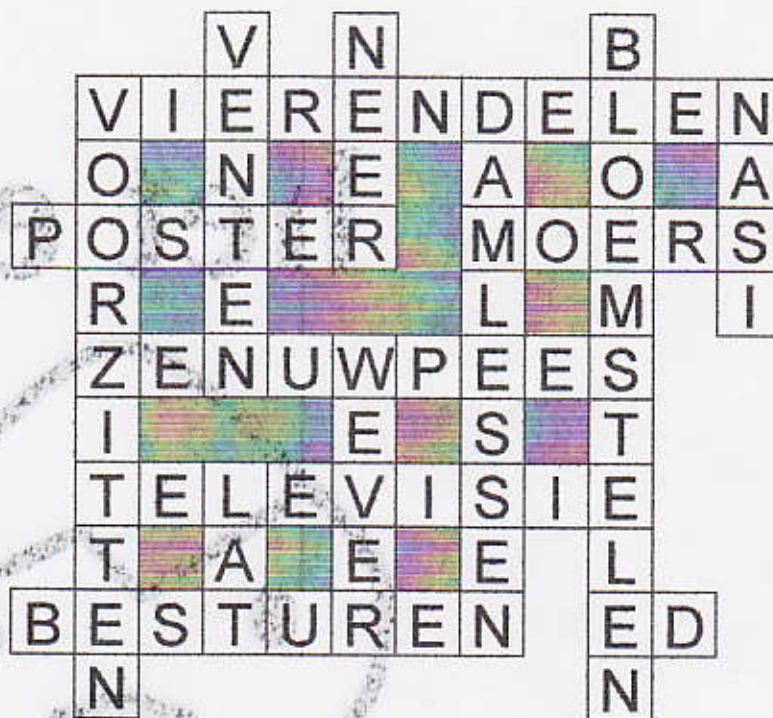 V N B
VIERENDELEN
O N E A O A
POSTER MOERS
R E L M I
ZENUWPEES
I E S T
TELEVISIE
T A E E L
BESTUREN ED
N N